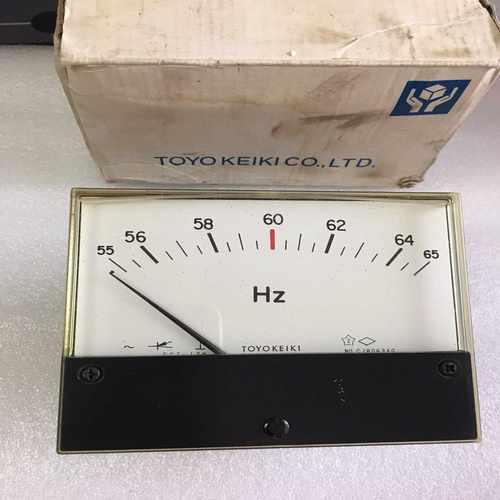 TOYO KEIKI CO., LTD.
55 56 58 60 62 64 65
Hz
TOYOKEIKI